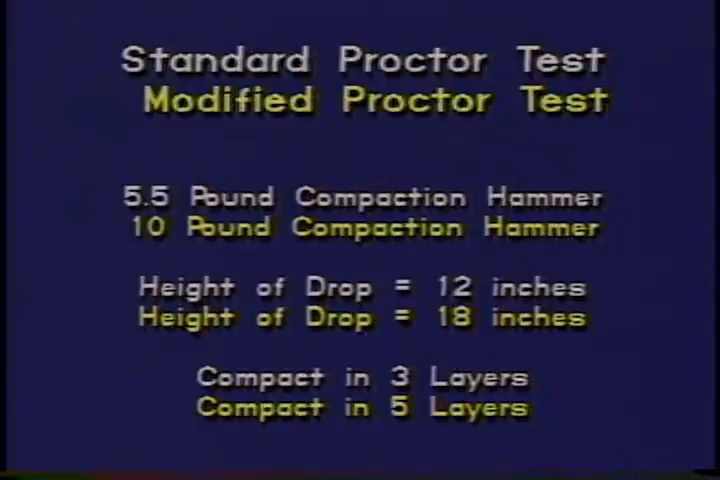 Standard Proctor Test
Modified Proctor Test
5.5 Pound Compaction Hammer
10 Pound Compaction Hammer
Height of Drop = 12 inches
Height of Drop = 18 inches
Compact in 3 Layers
Compact in 5 Layers